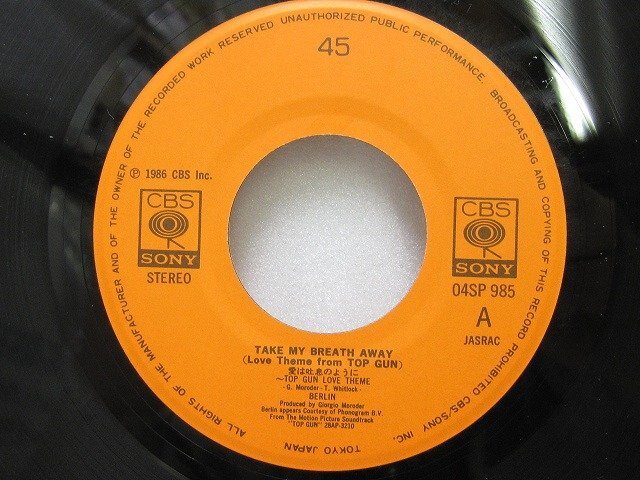 ALL RIGHTS OF THE MANUFACTURER AND OF THE OWNER OF THE RECORDED WORK RESERVED UNAUTHORIZED PUBLIC PERFORMANCE. BROADCASTING AND COPYING OF THIS RECORD PROHIBITED CBS/SONY INC.
TOKYO JAPAN
45
℗ 1986 CBS Inc.
CBS
SONY
STEREO
CBS
SONY
04SP 985
A
JASRAC
TAKE MY BREATH AWAY
(Love Theme from TOP GUN)
愛は吐息のように
~TOP GUN LOVE THEME
- G. Moroder - T. Whitlock -
BERLIN
Produced by Giorgio Moroder
Berlin appears Courtesy of Phonogram B.V.
From The Motion Picture Soundtrack
"TOP GUN" 28AP-3210